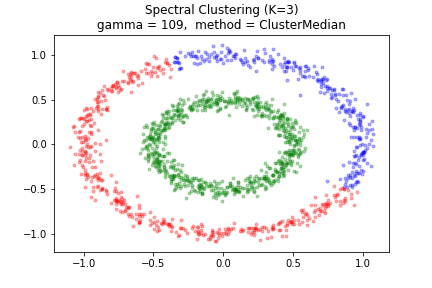 Spectral Clustering (K=3)
gamma = 109,  method = ClusterMedian
1.0
0.5
0.0
−0.5
−1.0
−1.0 −0.5 0.0 0.5 1.0